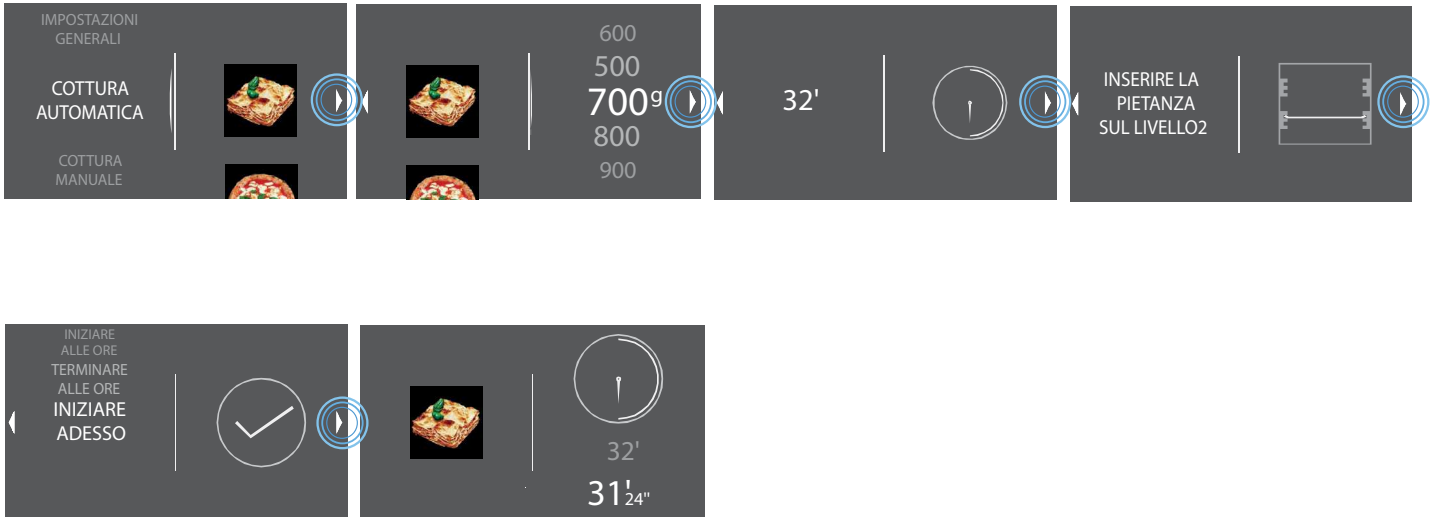 IMPOSTAZIONI
GENERALI
COTTURA
AUTOMATICA
COTTURA
MANUALE
600
500
700g
800
900
32'
INSERIRE LA
PIETANZA
SUL LIVELLO2
INIZIARE
ALLE ORE
TERMINARE
ALLE ORE
INIZIARE
ADESSO
32'
31'24"